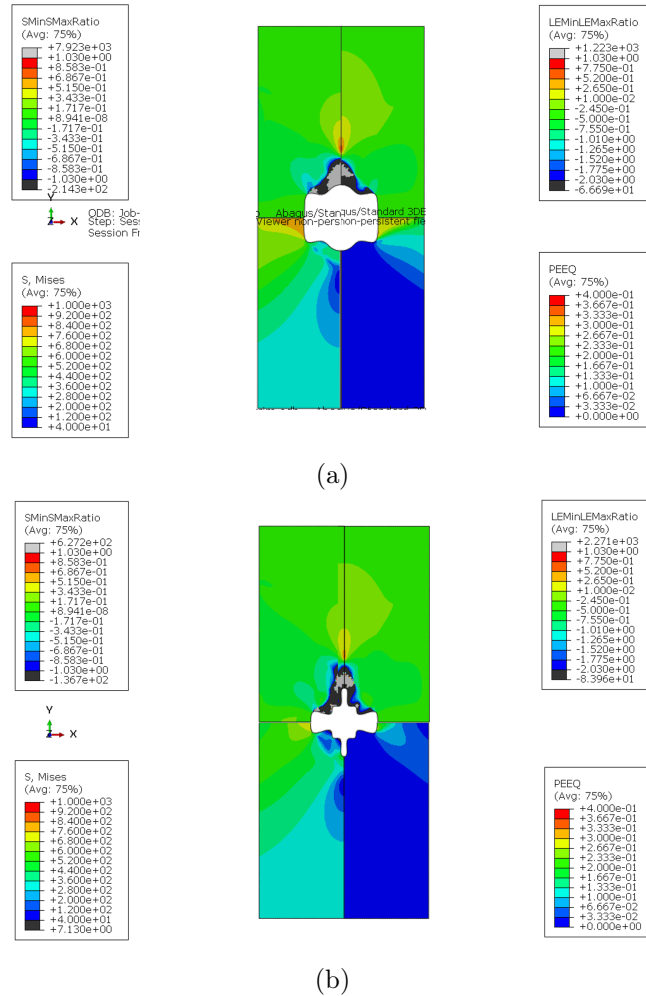 SMinSMaxRatio
(Avg: 75%)
+7.923e+03
+1.030e+00
+8.583e-01
+6.867e-01
+5.150e-01
+3.433e-01
+1.717e-01
+8.941e-08
-1.717e-01
-3.433e-01
-5.150e-01
-6.867e-01
-8.583e-01
-1.030e+00
-2.143e+02
LEMinLEMaxRatio
(Avg: 75%)
+1.223e+03
+1.030e+00
+7.750e-01
+5.200e-01
+2.650e-01
+1.000e-02
-2.450e-01
-5.000e-01
-7.550e-01
-1.010e+00
-1.265e+00
-1.520e+00
-1.775e+00
-2.030e+00
-6.669e+01
Y
Z X
ODB: Job-
Step: Ses
Session Fr
Abaqus/Stan /Standard 3DE
Viewer non-pers non-persistent fie
S, Mises
(Avg: 75%)
+1.000e+03
+9.200e+02
+8.400e+02
+7.600e+02
+6.800e+02
+6.000e+02
+5.200e+02
+4.400e+02
+3.600e+02
+2.800e+02
+2.000e+02
+1.200e+02
+4.000e+01
PEEQ
(Avg: 75%)
+4.000e-01
+3.667e-01
+3.333e-01
+3.000e-01
+2.667e-01
+2.333e-01
+2.000e-01
+1.667e-01
+1.333e-01
+1.000e-01
+6.667e-02
+3.333e-02
+0.000e+00
(a)
SMinSMaxRatio
(Avg: 75%)
+6.272e+02
+1.030e+00
+8.583e-01
+6.867e-01
+5.150e-01
+3.433e-01
+1.717e-01
+8.941e-08
-1.717e-01
-3.433e-01
-5.150e-01
-6.867e-01
-8.583e-01
-1.030e+00
-1.367e+02
LEMinLEMaxRatio
(Avg: 75%)
+2.271e+03
+1.030e+00
+7.750e-01
+5.200e-01
+2.650e-01
+1.000e-02
-2.450e-01
-5.000e-01
-7.550e-01
-1.010e+00
-1.265e+00
-1.520e+00
-1.775e+00
-2.030e+00
-8.396e+01
Y
Z X
S, Mises
(Avg: 75%)
+1.000e+03
+9.200e+02
+8.400e+02
+7.600e+02
+6.800e+02
+6.000e+02
+5.200e+02
+4.400e+02
+3.600e+02
+2.800e+02
+2.000e+02
+1.200e+02
+4.000e+01
+7.130e+00
PEEQ
(Avg: 75%)
+4.000e-01
+3.667e-01
+3.333e-01
+3.000e-01
+2.667e-01
+2.333e-01
+2.000e-01
+1.667e-01
+1.333e-01
+1.000e-01
+6.667e-02
+3.333e-02
+0.000e+00
(b)